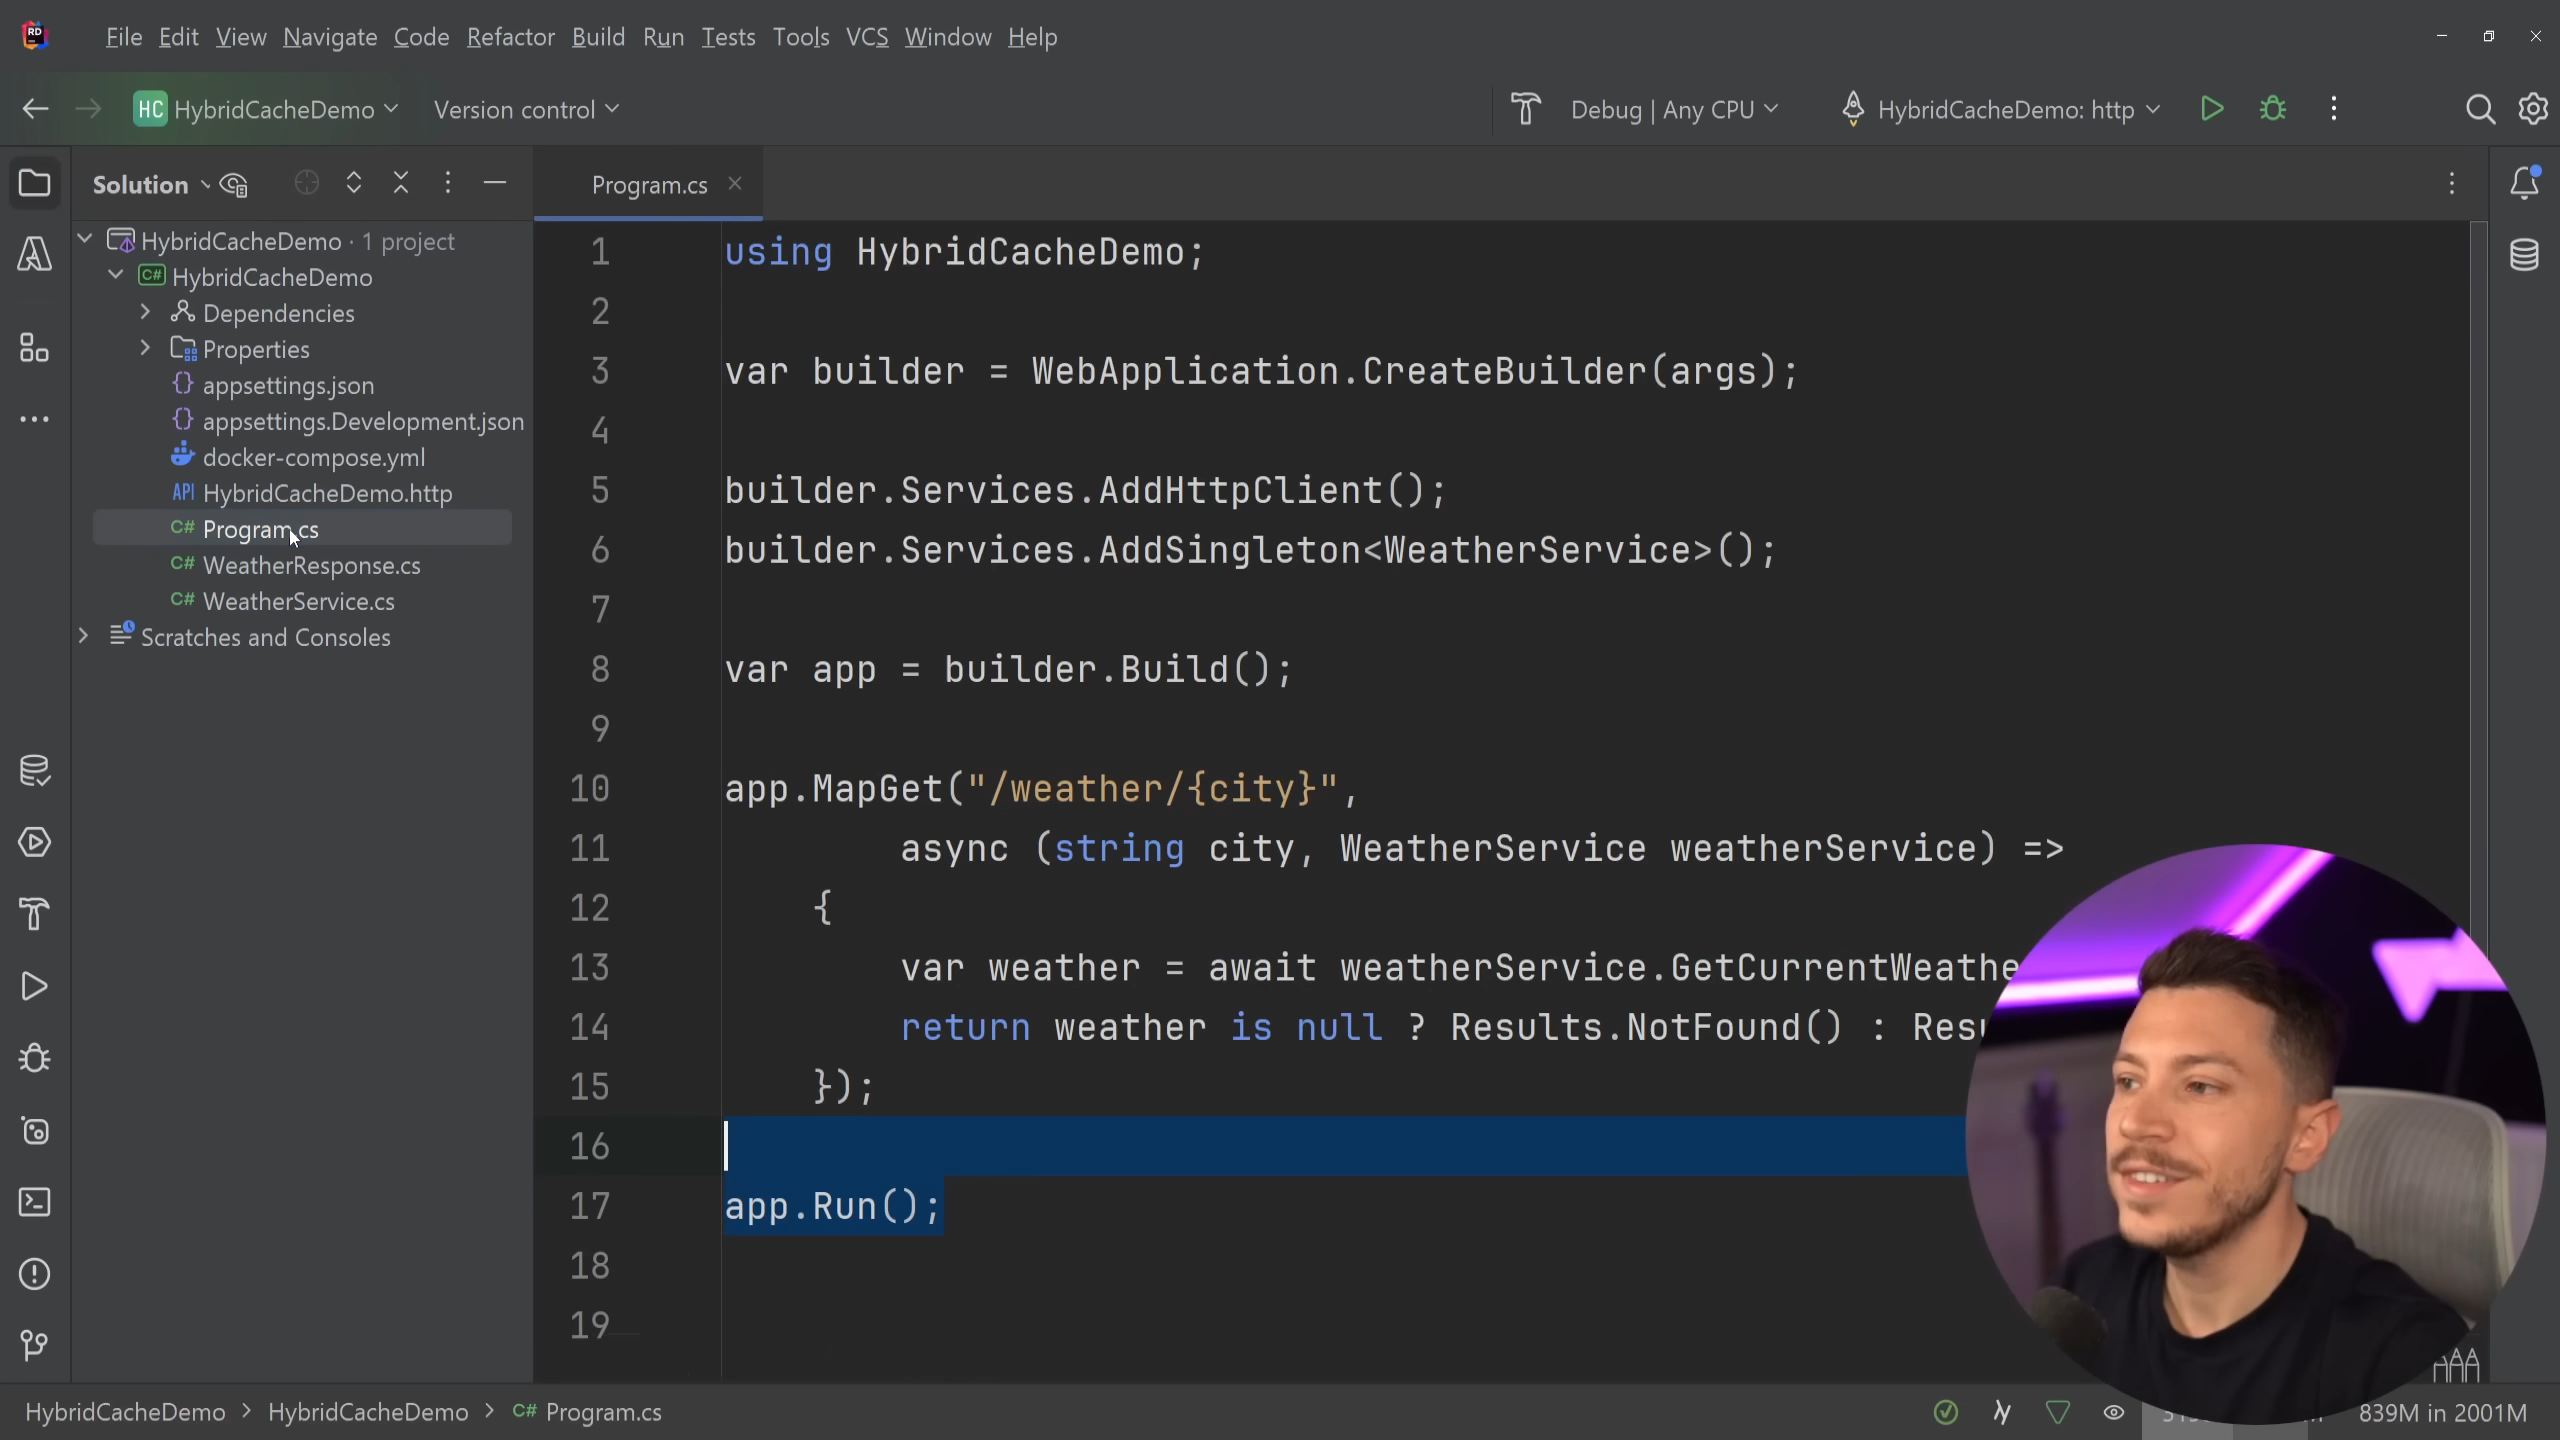 RD File Edit View Navigate Code Refactor Build Run Tests Tools VCS Window Help
HC HybridCacheDemo Version control Debug | Any CPU HybridCacheDemo: http
Solution
HybridCacheDemo · 1 project
C# HybridCacheDemo
Dependencies
Properties
{} appsettings.json
{} appsettings.Development.json
docker-compose.yml
API HybridCacheDemo.http
C# Program.cs
C# WeatherResponse.cs
C# WeatherService.cs
Scratches and Consoles
Program.cs
1 using HybridCacheDemo;
2
3 var builder = WebApplication.CreateBuilder(args);
4
5 builder.Services.AddHttpClient();
6 builder.Services.AddSingleton<WeatherService>();
7
8 var app = builder.Build();
9
10 app.MapGet("/weather/{city}",
11 async (string city, WeatherService weatherService) =>
12 {
13 var weather = await weatherService.GetCurrentWeathe
14 return weather is null ? Results.NotFound() : Resu
15 });
16
17 app.Run();
18
19
HybridCacheDemo > HybridCacheDemo > C# Program.cs
839M in 2001M